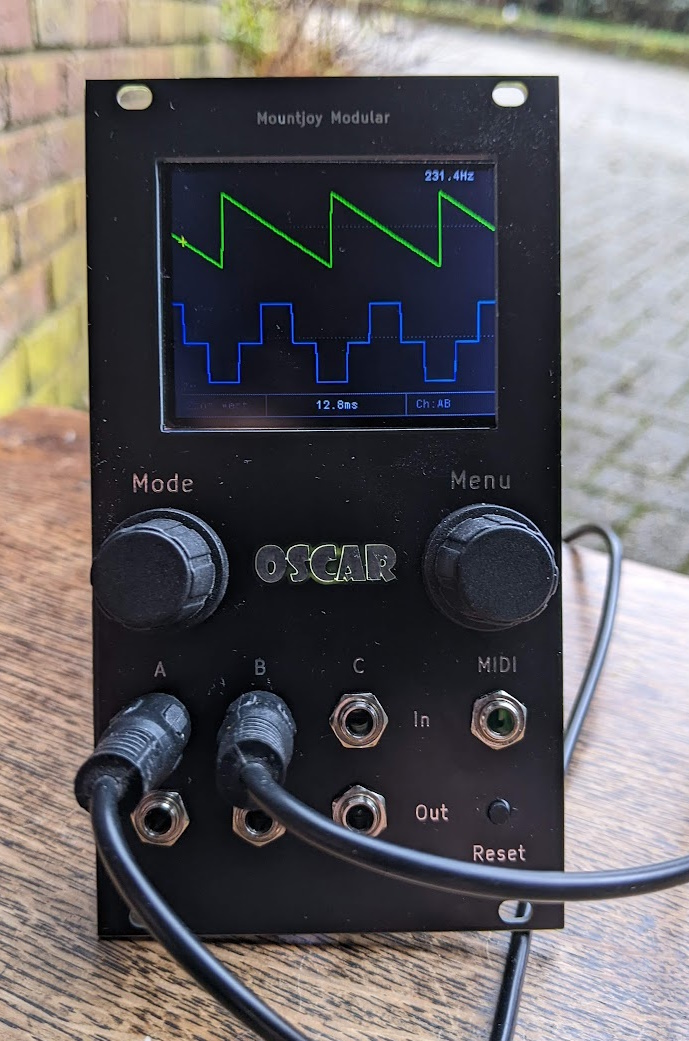 Mountjoy Modular
231.4Hz
12.8ms
Ch:AB
Mode
Menu
OSCAR
A
B
C
MIDI
In
Out
Reset